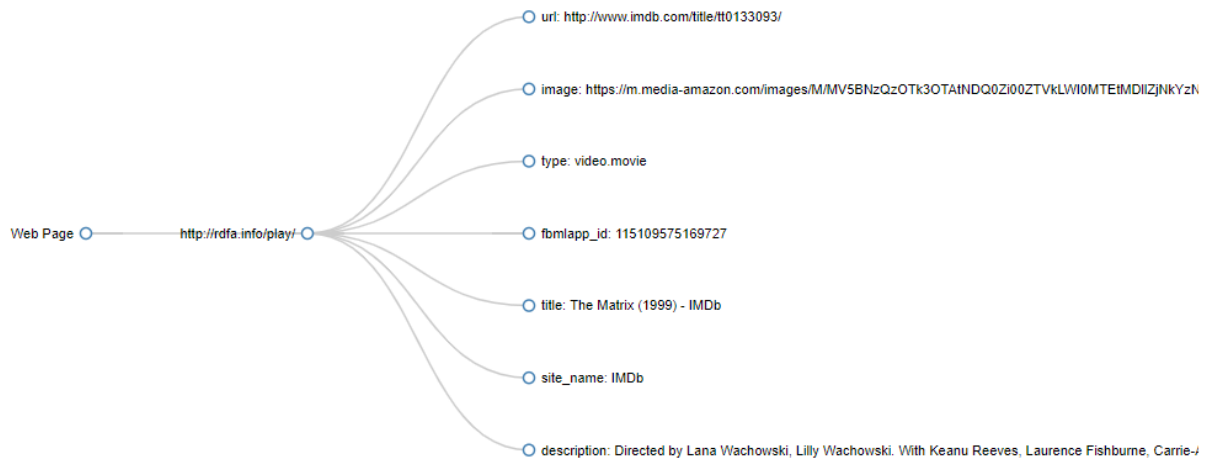 url: http://www.imdb.com/title/tt0133093/
image: https://m.media-amazon.com/images/M/
type: video.movie
Web Page
http://rdfa.info/play/
fbmlapp_id: 115109575169727
title: The Matrix (1999) - IMDb
site_name: IMDb
description: Directed by Lana Wachowski, Lilly Wachowski. With Keanu Reeves, Laurence Fishburne, Carrie-